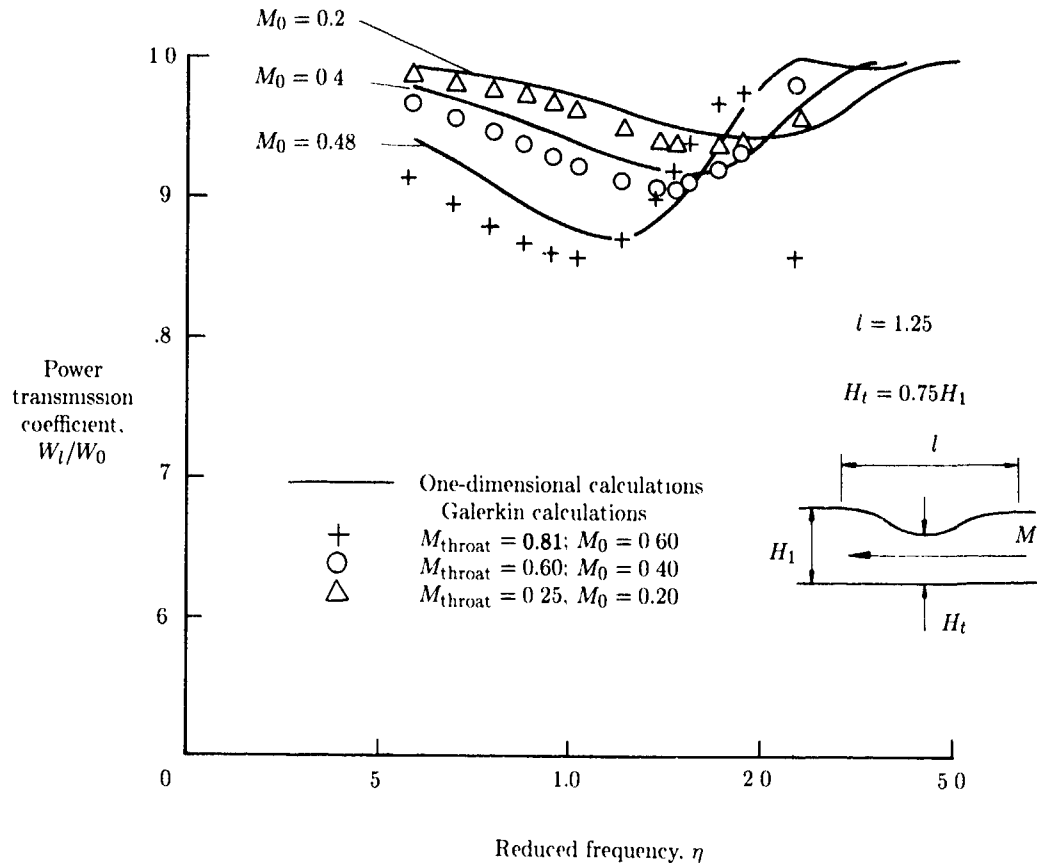 M₀ = 0.2
M₀ = 0 4
M₀ = 0.48
1 0
9
.8
7
6
0
5
1.0
2 0
5 0
Power
transmission
coefficient.
Wₗ/W₀
l = 1.25
Hₜ = 0.75H₁
l
H₁
M
Hₜ
One-dimensional calculations
Galerkin calculations
M_throat = 0.81; M₀ = 0 60
M_throat = 0.60; M₀ = 0 40
M_throat = 0 25, M₀ = 0.20
Reduced frequency. η